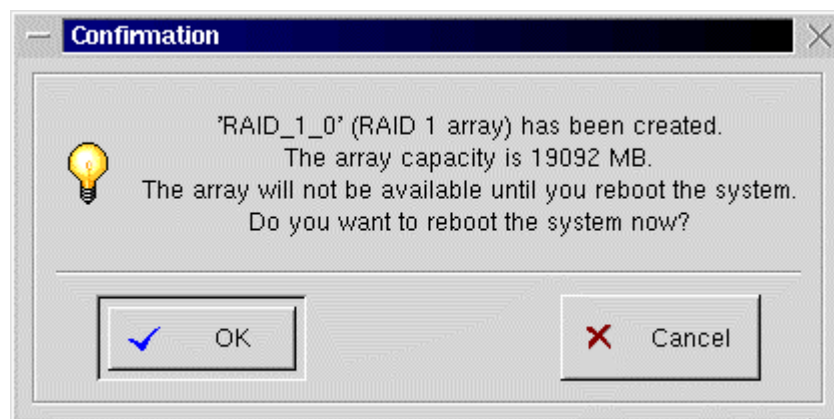 Confirmation
'RAID_1_0' (RAID 1 array) has been created.
The array capacity is 19092 MB.
The array will not be available until you reboot the system.
Do you want to reboot the system now?
OK
Cancel